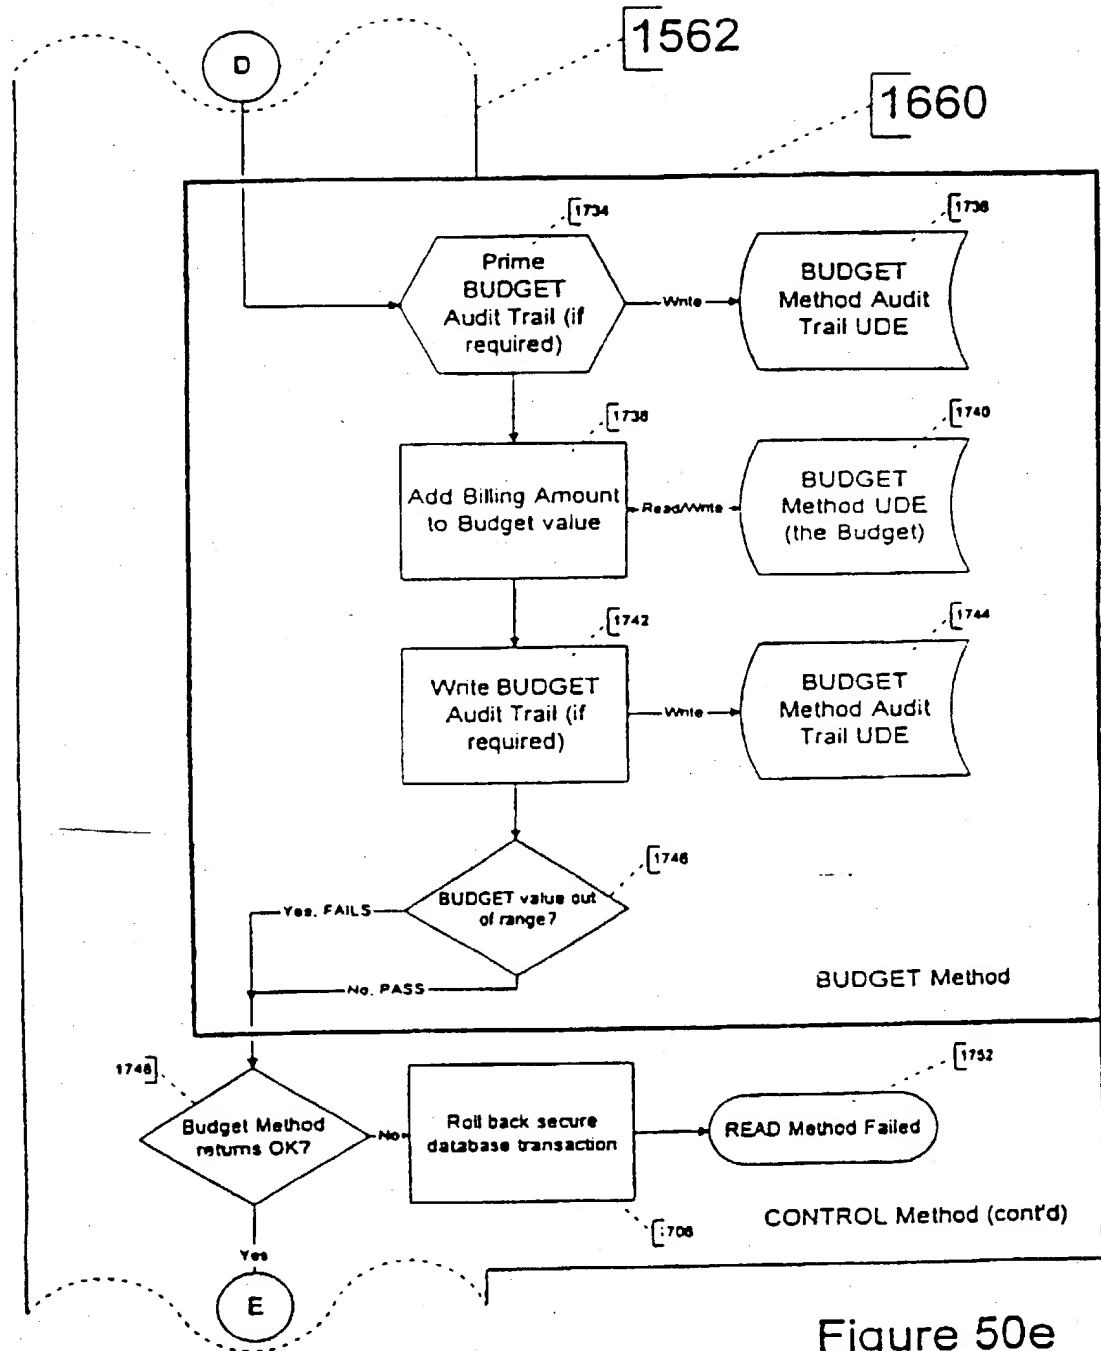 D
1562
1660
1734
Prime
BUDGET
Audit Trail (if
required)
Write
1736
BUDGET
Method Audit
Trail UDE
1738
Add Billing Amount
to Budget value
Read/Write
1740
BUDGET
Method UDE
(the Budget)
1742
Write BUDGET
Audit Trail (if
required)
Write
1744
BUDGET
Method Audit
Trail UDE
1746
BUDGET value out
of range?
Yes, FAILS
No, PASS
BUDGET Method
1748
Budget Method
returns OK?
No
Roll back secure
database transaction
1752
READ Method Failed
CONTROL Method (cont'd)
Yes
E
Figure 50e